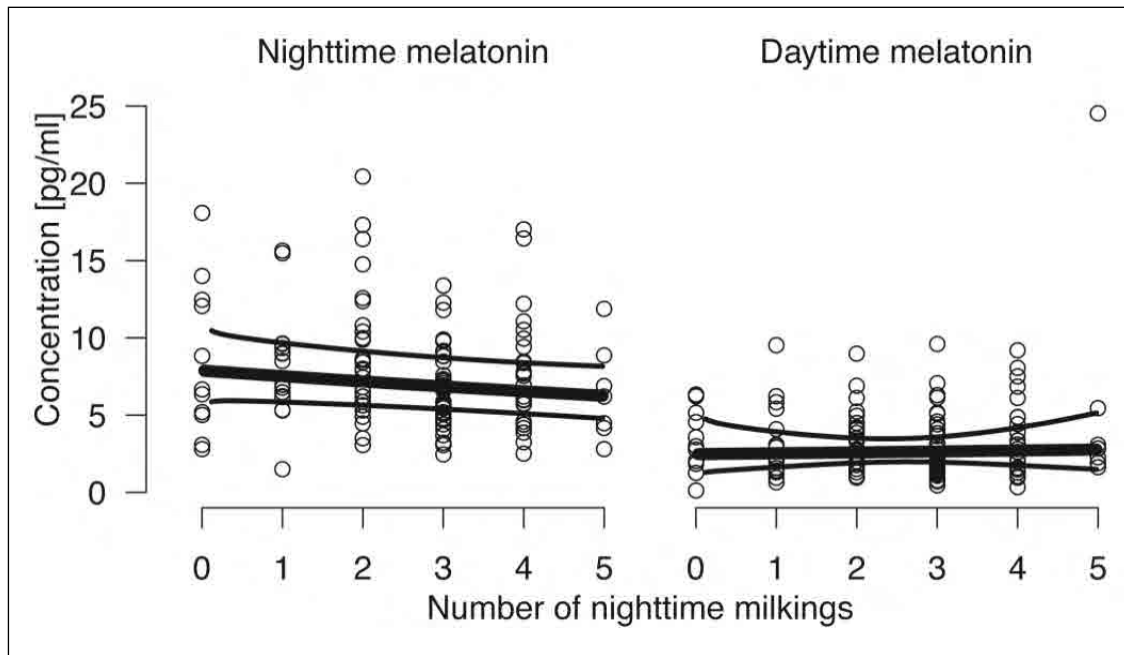 Nighttime melatonin
Daytime melatonin
Concentration [pg/ml]
25
20
15
10
5
0
0 1 2 3 4 5
0 1 2 3 4 5
Number of nighttime milkings